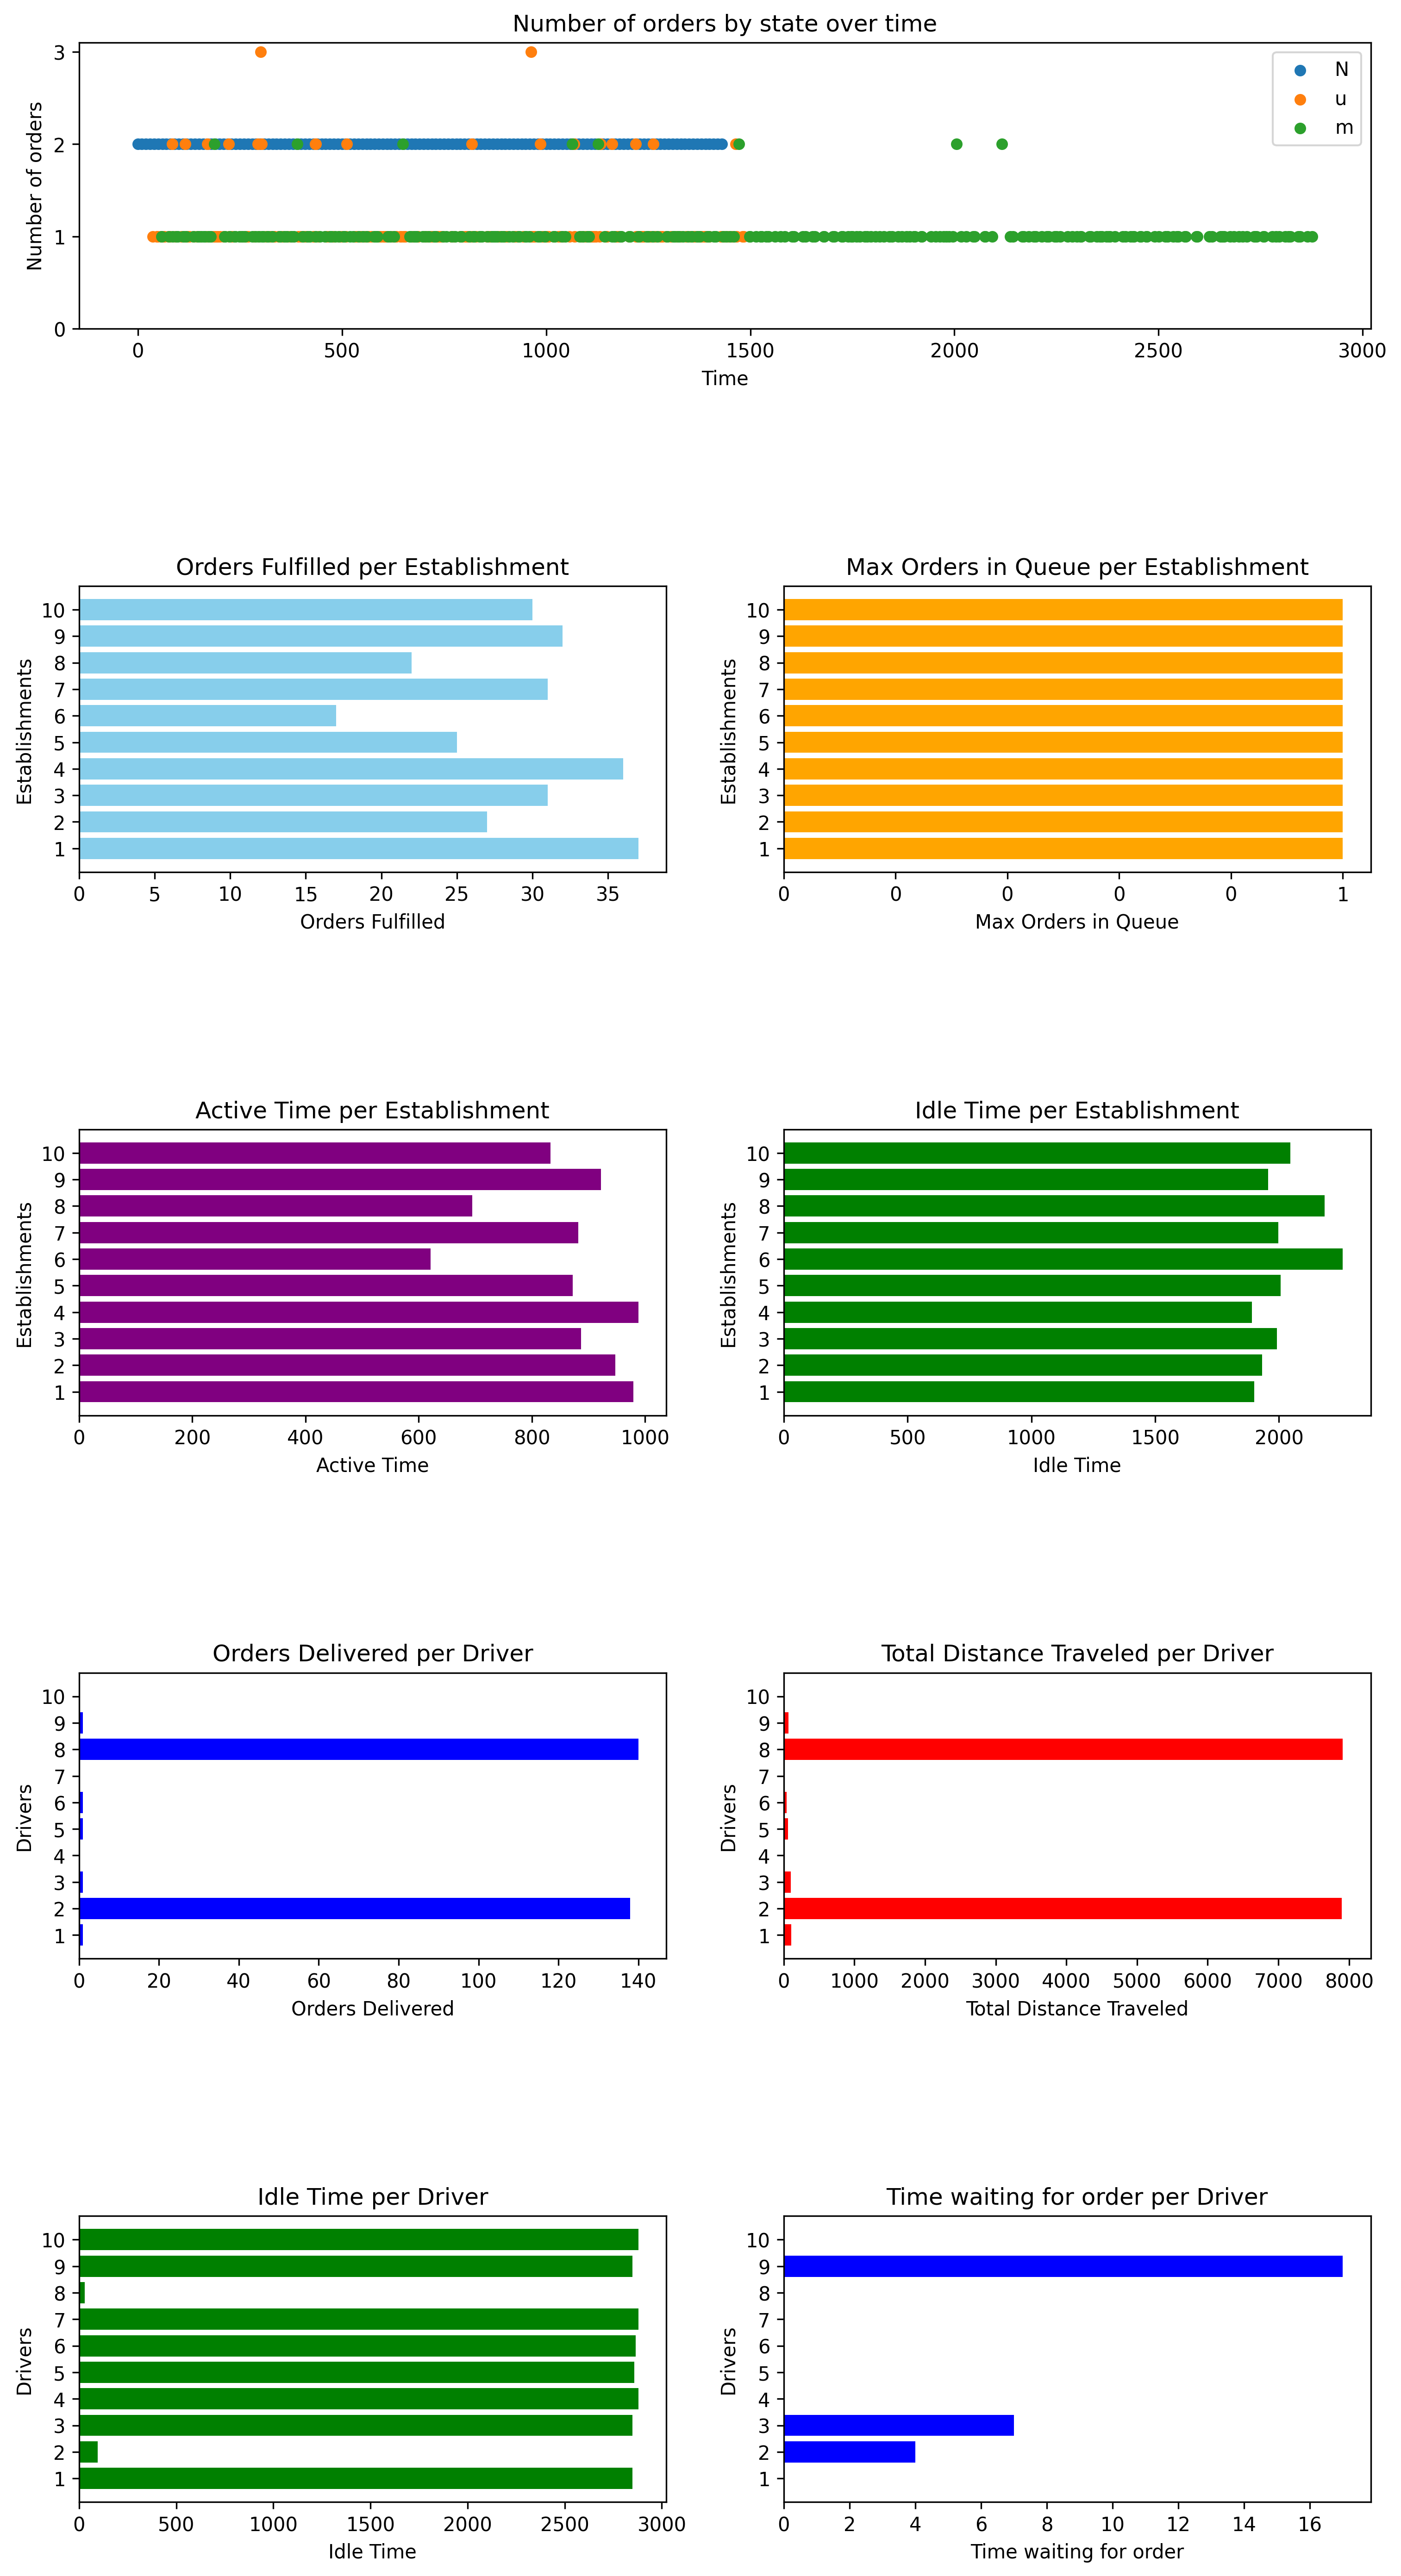 Number of orders by state over time
3
2
1
0
Number of orders
N
u
m
0 500 1000 1500 2000 2500 3000
Time
Orders Fulfilled per Establishment
10
9
8
7
6
5
4
3
2
1
Establishments
0 5 10 15 20 25 30 35
Orders Fulfilled
Max Orders in Queue per Establishment
10
9
8
7
6
5
4
3
2
1
Establishments
0 0 0 0 0 1
Max Orders in Queue
Active Time per Establishment
10
9
8
7
6
5
4
3
2
1
Establishments
0 200 400 600 800 1000
Active Time
Idle Time per Establishment
10
9
8
7
6
5
4
3
2
1
Establishments
0 500 1000 1500 2000
Idle Time
Orders Delivered per Driver
10
9
8
7
6
5
4
3
2
1
Drivers
0 20 40 60 80 100 120 140
Orders Delivered
Total Distance Traveled per Driver
10
9
8
7
6
5
4
3
2
1
Drivers
0 1000 2000 3000 4000 5000 6000 7000 8000
Total Distance Traveled
Idle Time per Driver
10
9
8
7
6
5
4
3
2
1
Drivers
0 500 1000 1500 2000 2500 3000
Idle Time
Time waiting for order per Driver
10
9
8
7
6
5
4
3
2
1
Drivers
0 2 4 6 8 10 12 14 16
Time waiting for order